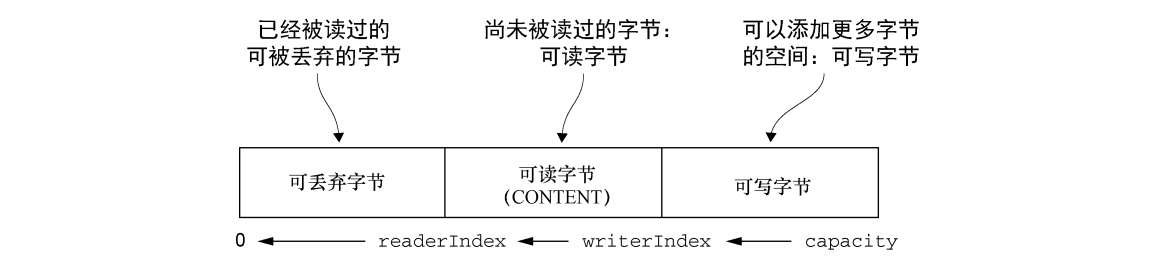 已经被读过的
可被丢弃的字节
尚未被读过的字节：
可读字节
可以添加更多字节
的空间：可写字节
可丢弃字节
可读字节
(CONTENT)
可写字节
0 readerIndex writerIndex capacity